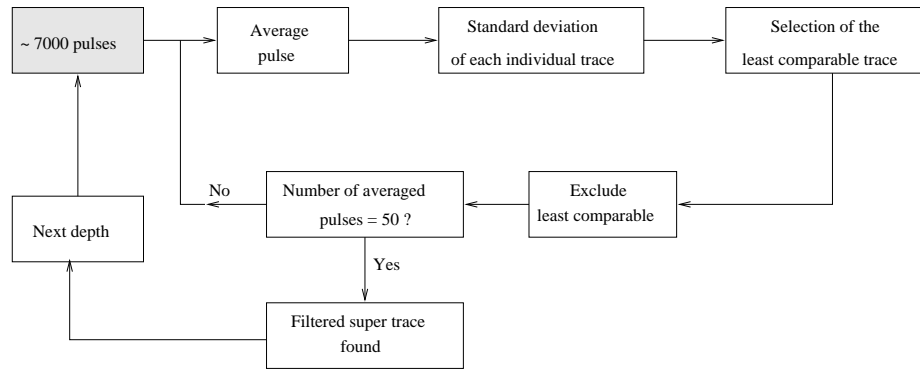 ~ 7000 pulses
Average
pulse
Standard deviation
of each individual trace
Selection of the
least comparable trace
Exclude
least comparable
Number of averaged
pulses = 50 ?
No
Yes
Filtered super trace
found
Next depth